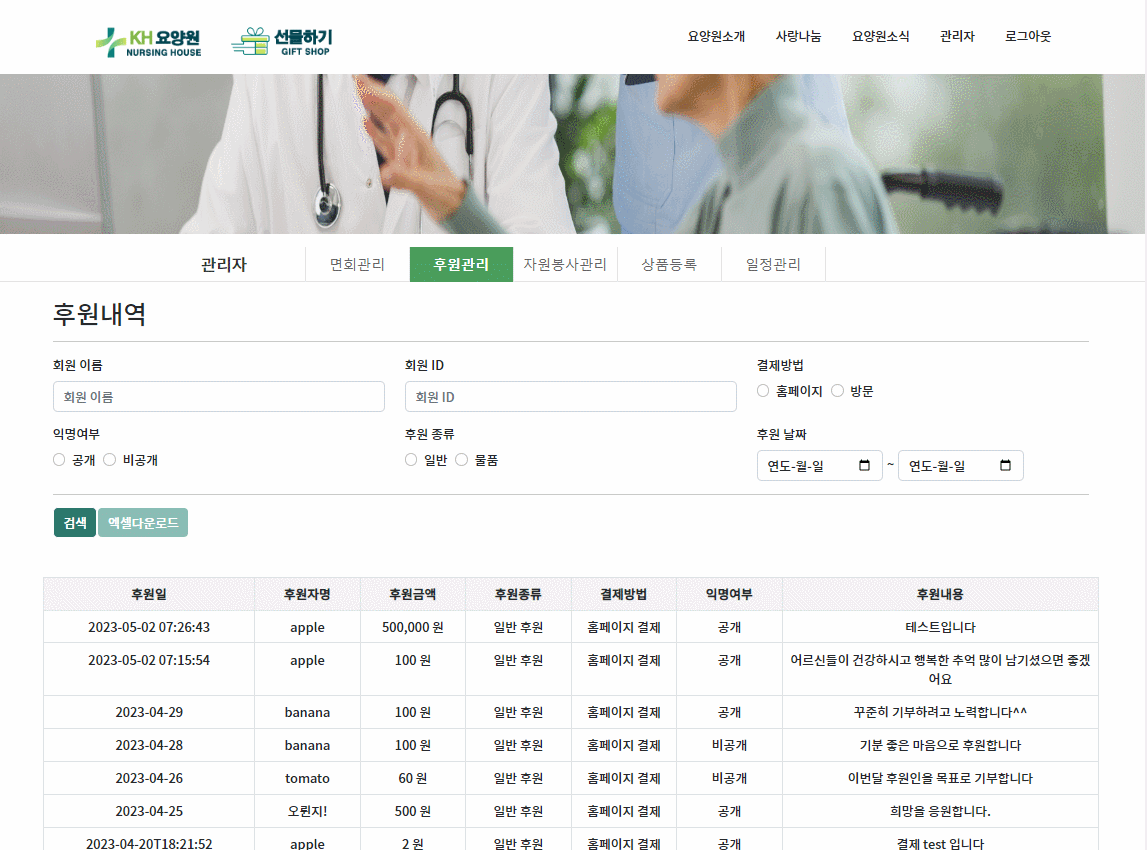 KH 요양원
NURSING HOUSE
선물하기
GIFT SHOP
요양원소개 사랑나눔 요양원소식 관리자 로그아웃
관리자 면회관리 후원관리 자원봉사관리 상품등록 일정관리
후원내역
회원 이름 회원 ID 결제방법
회원 이름 회원 ID 홈페이지 방문
익명여부 후원 종류 후원 날짜
공개 비공개 일반 물품 연도-월-일 ~ 연도-월-일
검색 엑셀다운로드
후원일 후원자명 후원금액 후원종류 결제방법 익명여부 후원내용
2023-05-02 07:26:43 apple 500,000 원 일반 후원 홈페이지 결제 공개 테스트입니다
2023-05-02 07:15:54 apple 100 원 일반 후원 홈페이지 결제 공개 어르신들이 건강하시고 행복한 추억 많이 남기셨으면 좋겠
어요
2023-04-29 banana 100 원 일반 후원 홈페이지 결제 공개 꾸준히 기부하려고 노력합니다^^
2023-04-28 banana 100 원 일반 후원 홈페이지 결제 비공개 기분 좋은 마음으로 후원합니다
2023-04-26 tomato 60 원 일반 후원 홈페이지 결제 비공개 이번달 후원인을 목표로 기부합니다
2023-04-25 오륀지! 500 원 일반 후원 홈페이지 결제 공개 희망을 응원합니다.
2023-04-20T18:21:52 apple 2 원 일반 후원 홈페이지 결제 공개 결제 test 입니다